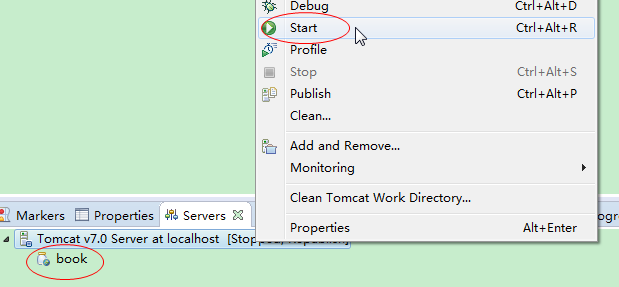 Debug Ctrl+Alt+D
Start Ctrl+Alt+R
Profile
Stop Ctrl+Alt+S
Publish Ctrl+Alt+P
Clean...
Add and Remove...
Monitoring
Clean Tomcat Work Directory...
Properties Alt+Enter
Markers Properties Servers
Tomcat v7.0 Server at localhost [Stopped, Republish]
book